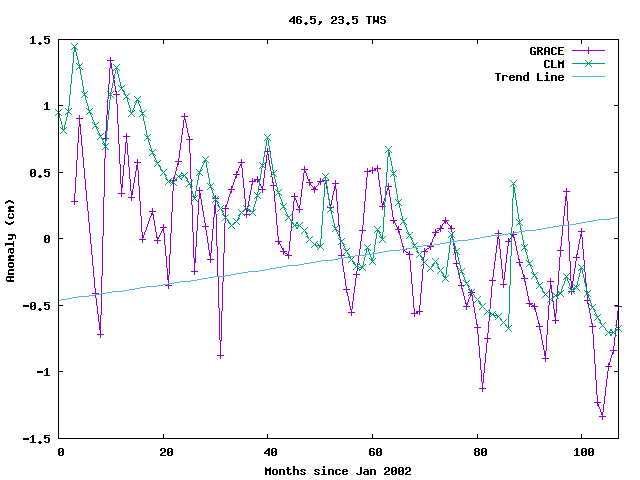 46.5, 23.5 TWS
GRACE
CLM
Trend Line
1.5
1
0.5
0
-0.5
-1
-1.5
Anomaly (cm)
0 20 40 60 80 100
Months since Jan 2002